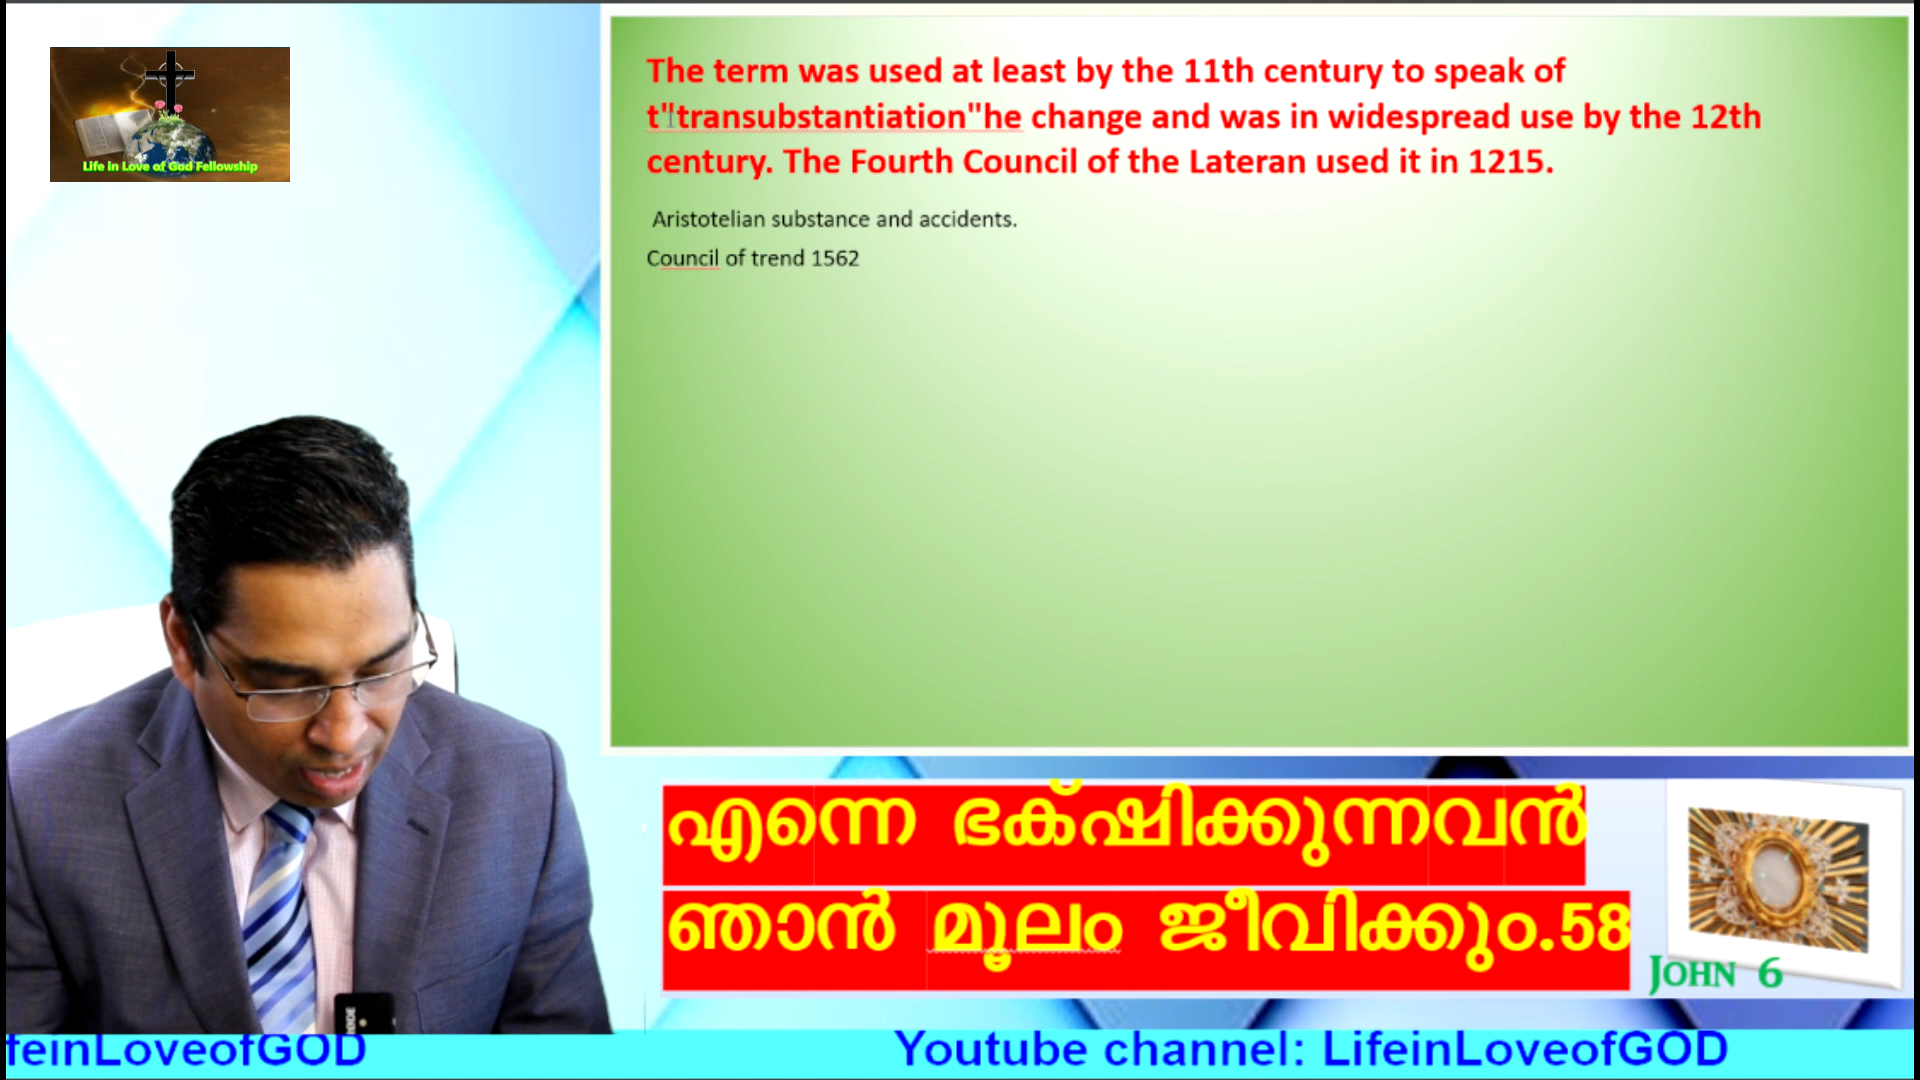 Life in Love of God Fellowship
The term was used at least by the 11th century to speak of
t"transubstantiation"he change and was in widespread use by the 12th
century. The Fourth Council of the Lateran used it in 1215.
Aristotelian substance and accidents.
Council of trend 1562
എന്നെ ഭക്ഷിക്കുന്നവൻ
ഞാൻ മൂലം ജീവിക്കും.58
JOHN 6
RØDE
feinLoveofGOD
Youtube channel: LifeinLoveofGOD